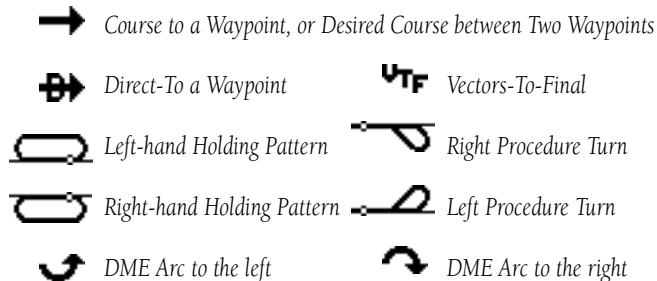 Course to a Waypoint, or Desired Course between Two Waypoints
Direct-To a Waypoint
VTF Vectors-To-Final
Left-hand Holding Pattern
Right Procedure Turn
Right-hand Holding Pattern
Left Procedure Turn
DME Arc to the left
DME Arc to the right